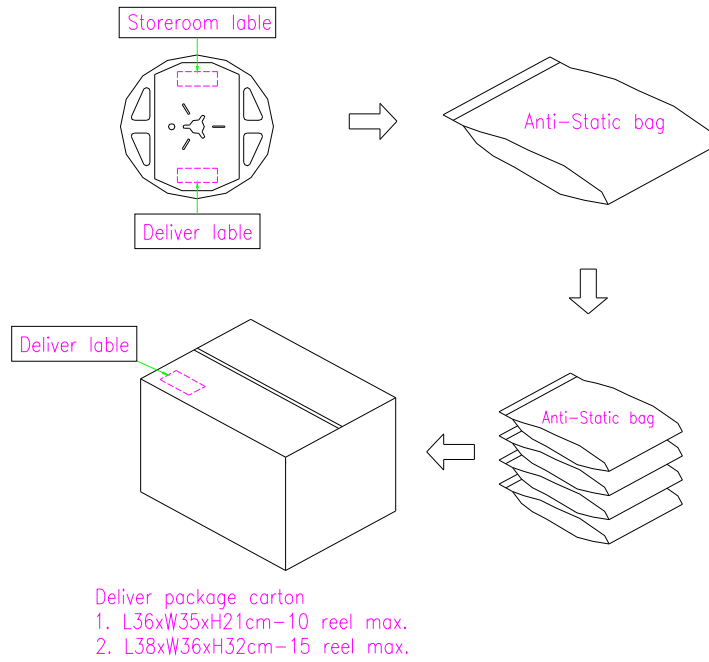 Storeroom lable
Anti-Static bag
Deliver lable
Deliver lable
Anti-Static bag
Deliver package carton
1. L36xW35xH21cm-10 reel max.
2. L38xW36xH32cm-15 reel max.